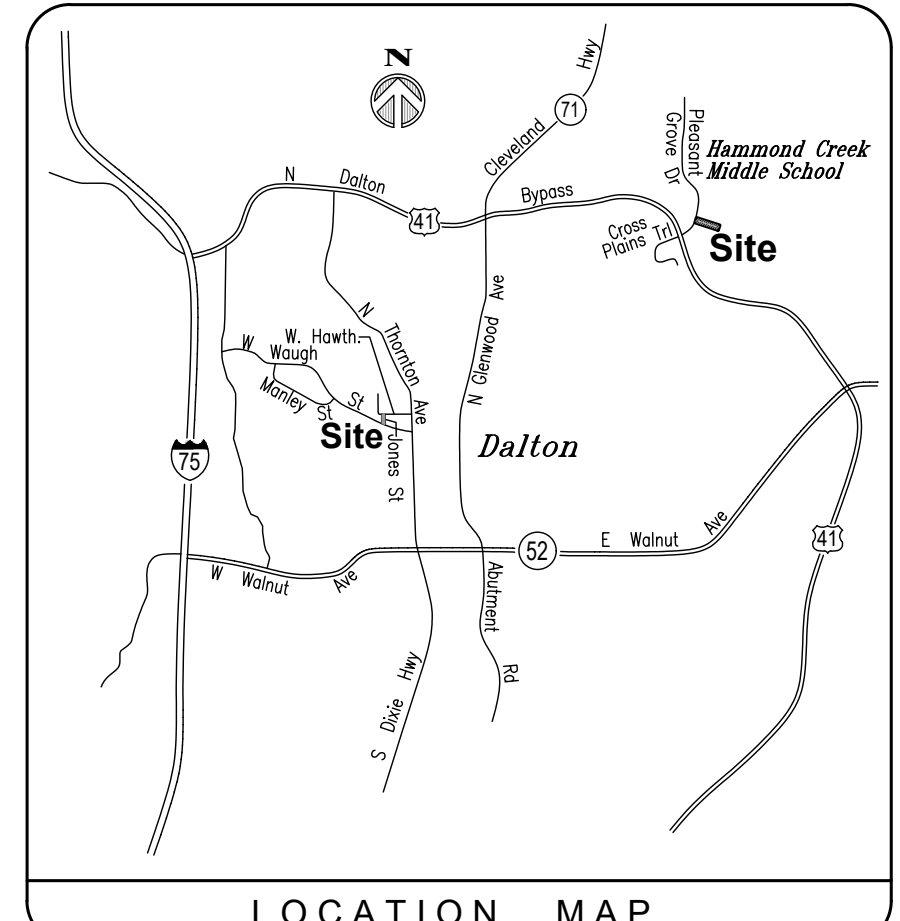 N
Hwy
71
Cleveland
Pleasant
Grove Dr
Hammond Creek
Middle School
N Dalton
41
Bypass
Cross
Plains Trl
Site
N Glenwood Ave
N Thornton Ave
W. Hawth.
W Waugh St
Manley St
Site
Jones St
Dalton
75
52
E Walnut Ave
41
W Walnut Ave
Abutment Rd
S Dixie Hwy
LOCATION MAP